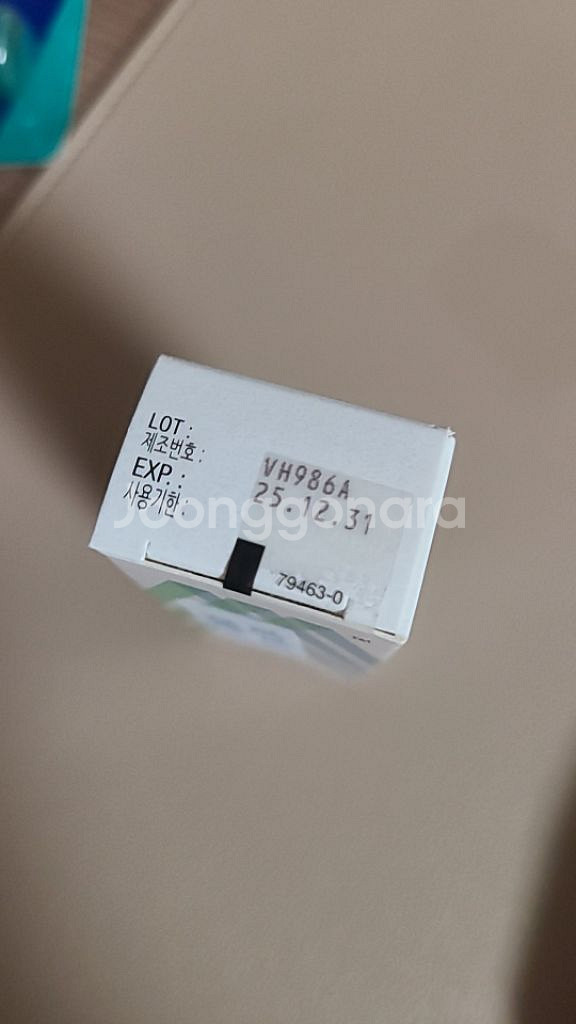 LOT :
제조번호 :
EXP :
사용기한 :
VH986A
25.12.31
Joonggonara
79463-0